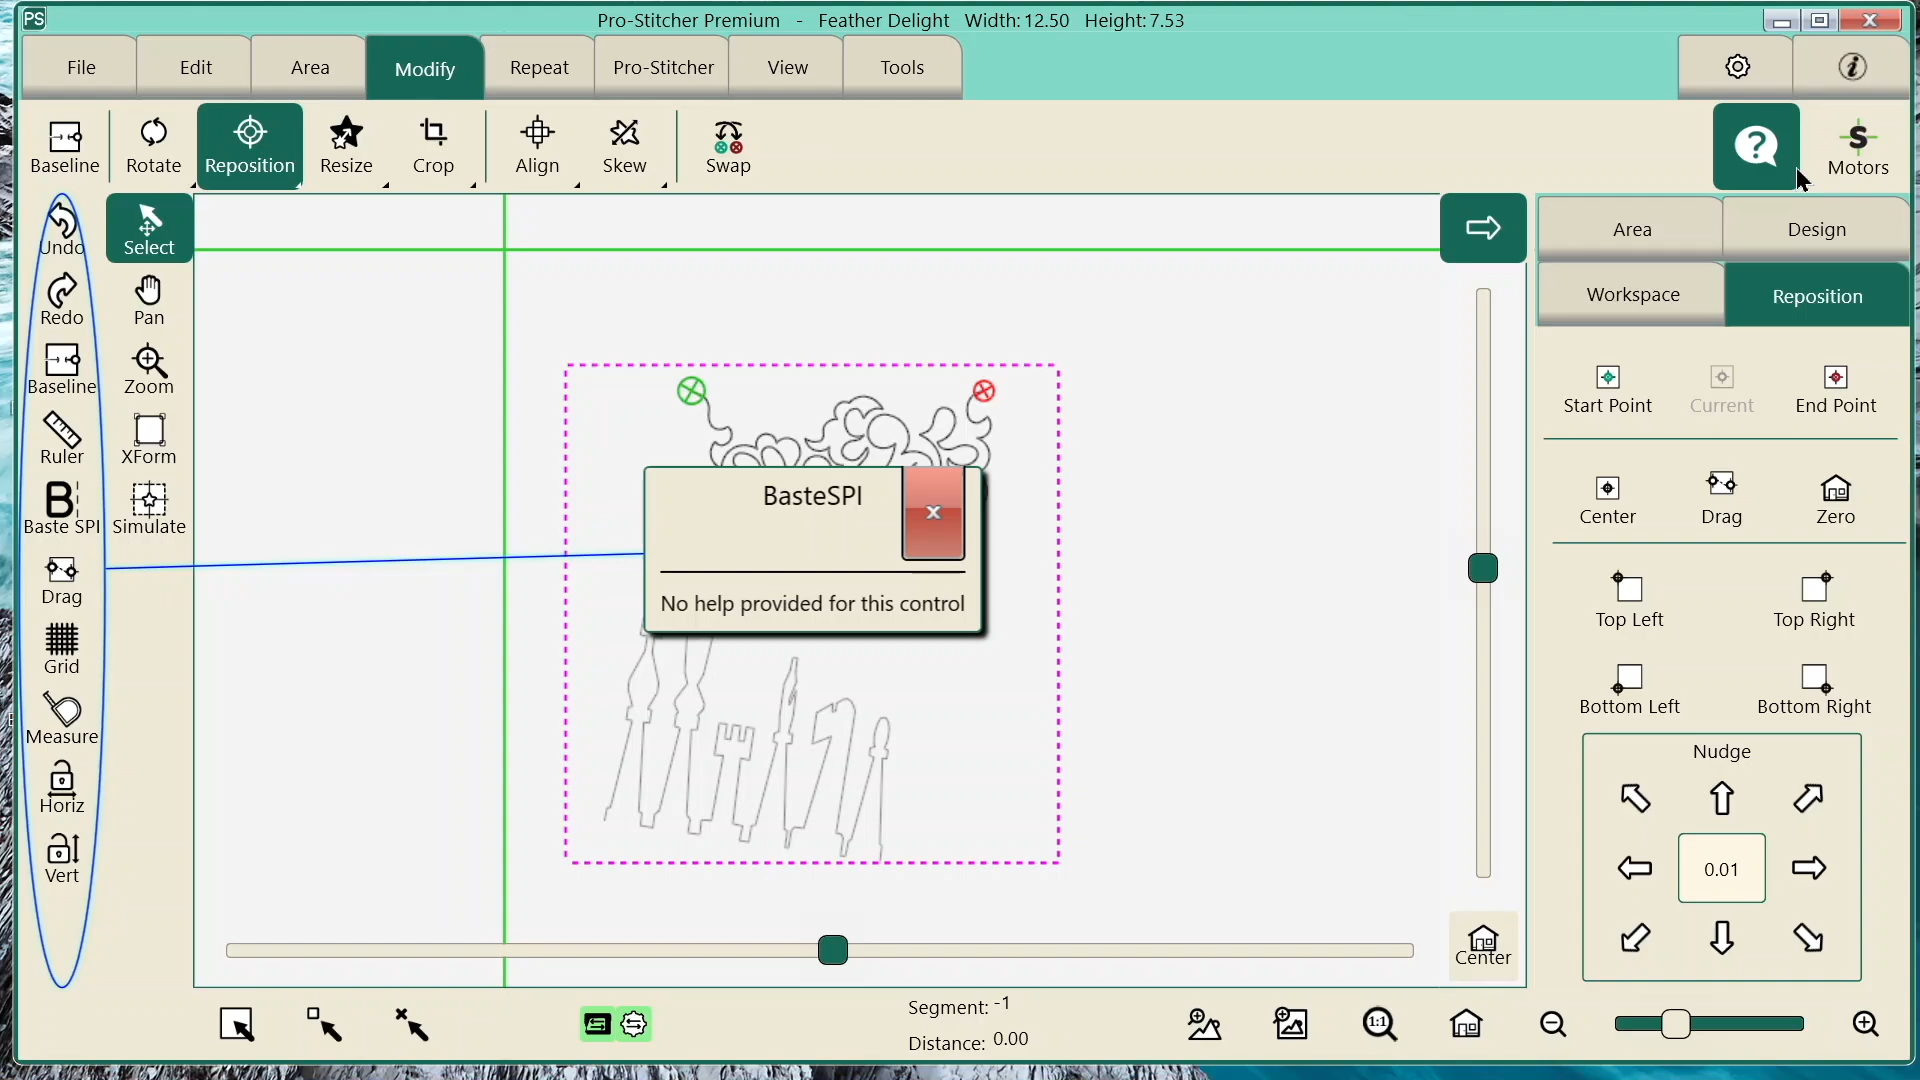 PS
Pro-Stitcher Premium - Feather Delight Width: 12.50 Height: 7.53
File Edit Area Modify Repeat Pro-Stitcher View Tools
i
Baseline Rotate Reposition Resize Crop Align Skew Swap ? S Motors
Undo Select Area Design
Redo Pan Workspace Reposition
Baseline Zoom Start Point Current End Point
Ruler XForm
BasteSPI x
B
Baste SPI Simulate Center Drag Zero
Drag No help provided for this control Top Left Top Right
Grid
Measure Bottom Left Bottom Right
Nudge
Horiz
Vert 0.01
Center
Segment: -1
1:1
Distance: 0.00